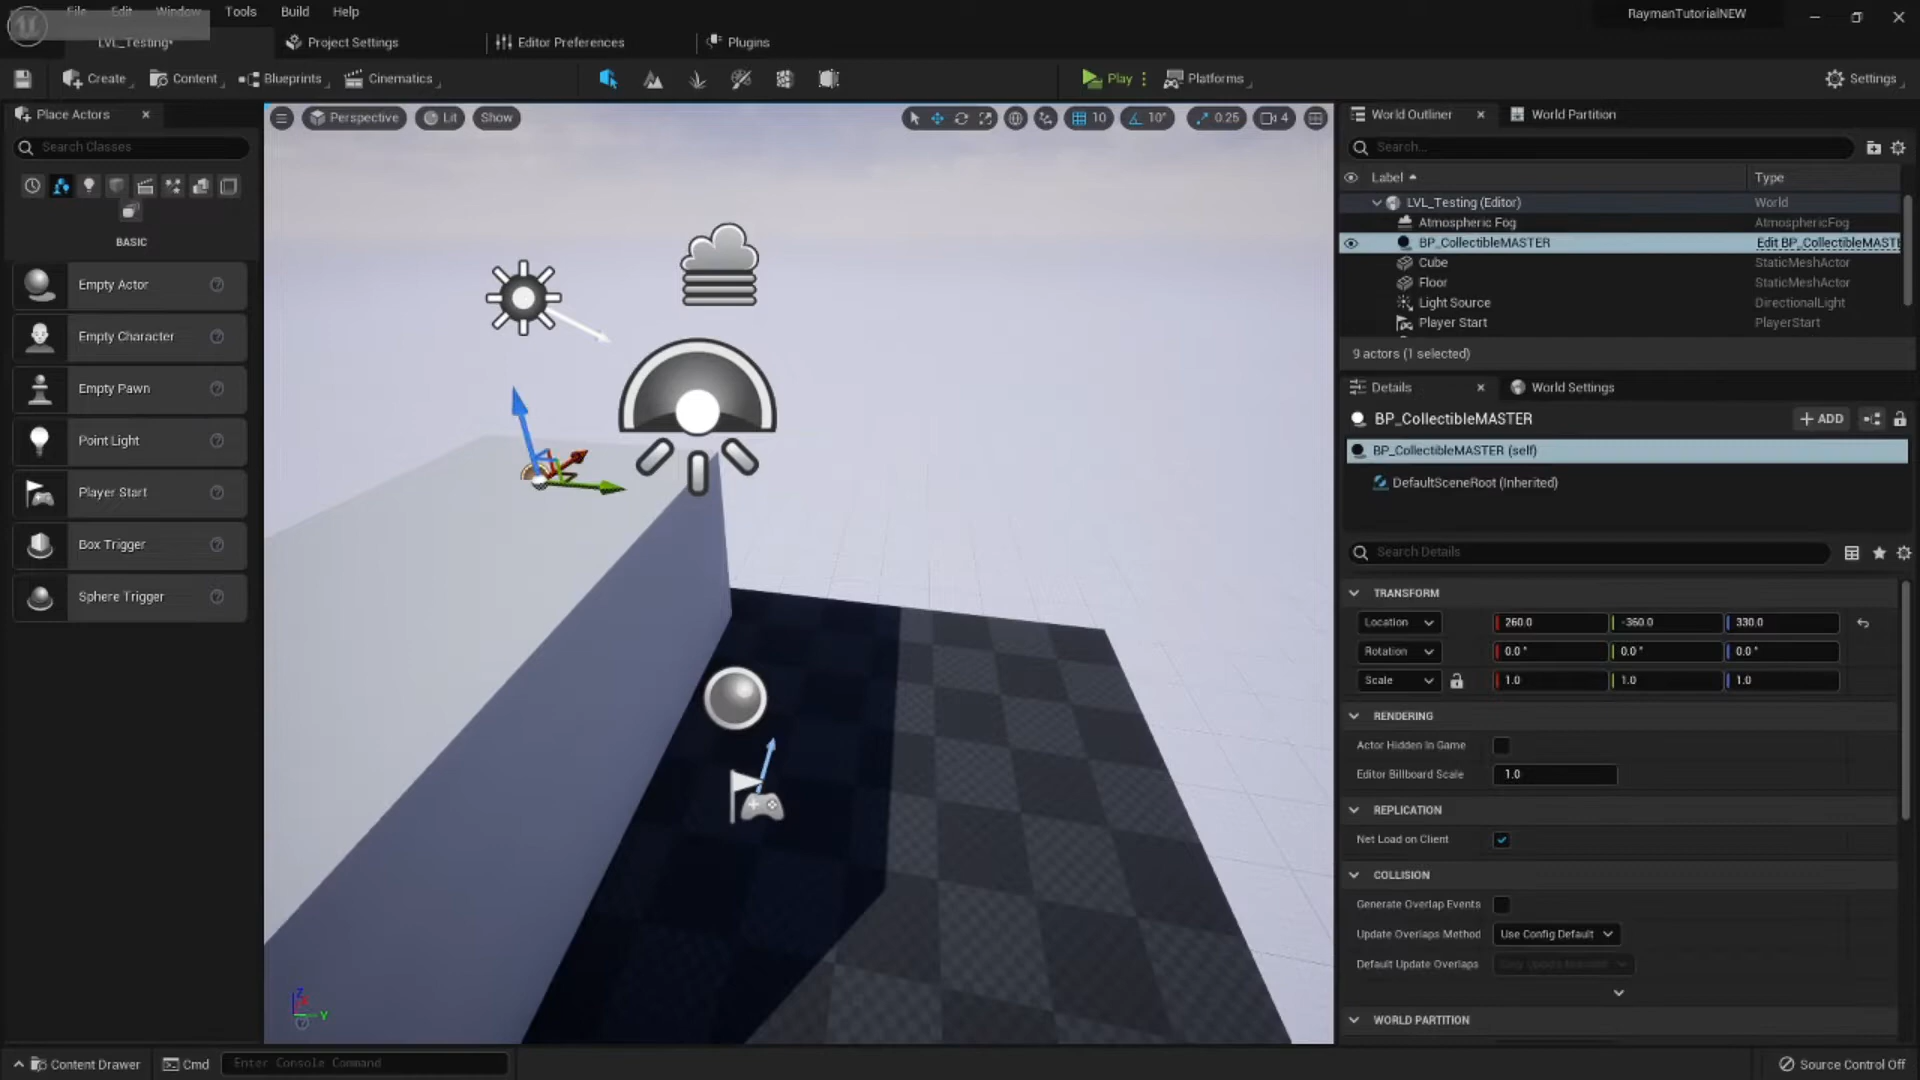 File Edit Window Tools Build Help
RaymanTutorialNEW
LVL_Testing*
Project Settings
Editor Preferences
Plugins
Create
Content
Blueprints
Cinematics
Play
Platforms
Settings
Place Actors
Search Classes
BASIC
Empty Actor
Empty Character
Empty Pawn
Point Light
Player Start
Box Trigger
Sphere Trigger
Perspective
Lit
Show
10
10°
0.25
4
Z
Y
World Outliner
World Partition
Search...
Label Type
LVL_Testing (Editor) World
Atmospheric Fog AtmosphericFog
BP_CollectibleMASTER Edit BP_CollectibleMASTE
Cube StaticMeshActor
Floor StaticMeshActor
Light Source DirectionalLight
Player Start PlayerStart
9 actors (1 selected)
Details
World Settings
BP_CollectibleMASTER
ADD
BP_CollectibleMASTER (self)
DefaultSceneRoot (Inherited)
Search Details
TRANSFORM
Location 260.0 -360.0 330.0
Rotation 0.0° 0.0° 0.0°
Scale 1.0 1.0 1.0
RENDERING
Actor Hidden In Game
Editor Billboard Scale 1.0
REPLICATION
Net Load on Client
COLLISION
Generate Overlap Events
Update Overlaps Method Use Config Default
Default Update Overlaps
WORLD PARTITION
Content Drawer
Cmd
Enter Console Command
Source Control Off